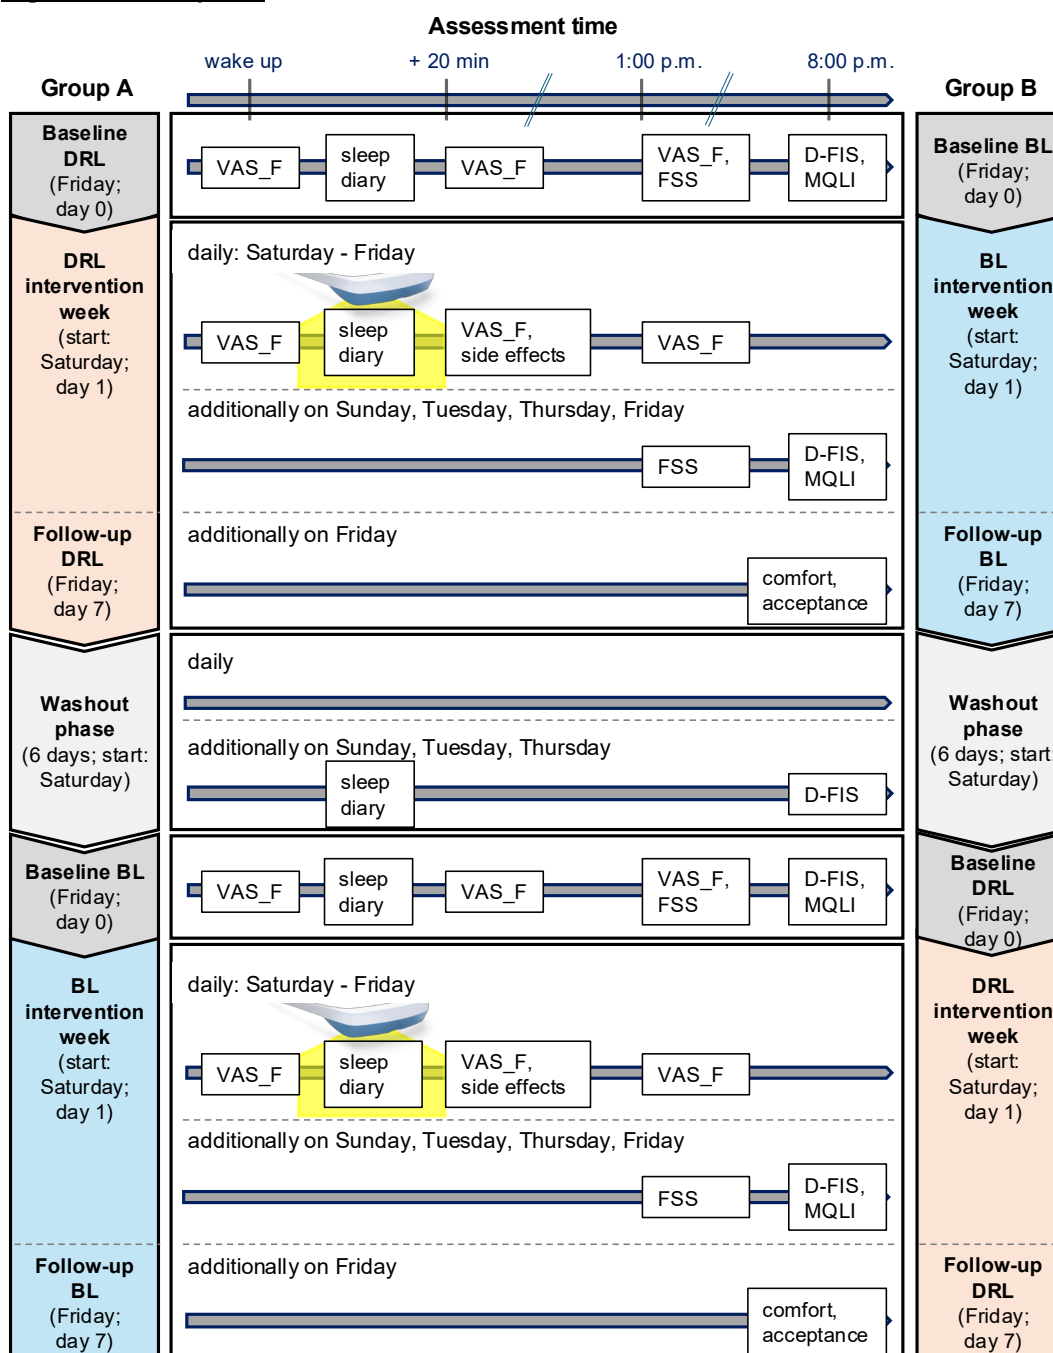 Assessment time
wake up
+ 20 min
1:00 p.m.
8:00 p.m.
Group A
Group B
Baseline
DRL
(Friday;
day 0)
VAS_F
sleep
diary
VAS_F
VAS_F,
FSS
D-FIS,
MQLI
Baseline BL
(Friday;
day 0)
DRL
intervention
week
(start:
Saturday;
day 1)
daily: Saturday - Friday
VAS_F
sleep
diary
VAS_F,
side effects
VAS_F
additionally on Sunday, Tuesday, Thursday, Friday
FSS
D-FIS,
MQLI
BL
intervention
week
(start:
Saturday;
day 1)
Follow-up
DRL
(Friday;
day 7)
additionally on Friday
comfort,
acceptance
Follow-up
BL
(Friday;
day 7)
Washout
phase
(6 days; start:
Saturday)
daily
additionally on Sunday, Tuesday, Thursday
sleep
diary
D-FIS
Washout
phase
(6 days; start:
Saturday)
Baseline BL
(Friday;
day 0)
VAS_F
sleep
diary
VAS_F
VAS_F,
FSS
D-FIS,
MQLI
Baseline
DRL
(Friday;
day 0)
BL
intervention
week
(start:
Saturday;
day 1)
daily: Saturday - Friday
VAS_F
sleep
diary
VAS_F,
side effects
VAS_F
additionally on Sunday, Tuesday, Thursday, Friday
FSS
D-FIS,
MQLI
DRL
intervention
week
(start:
Saturday;
day 1)
Follow-up
BL
(Friday;
day 7)
additionally on Friday
comfort,
acceptance
Follow-up
DRL
(Friday;
day 7)